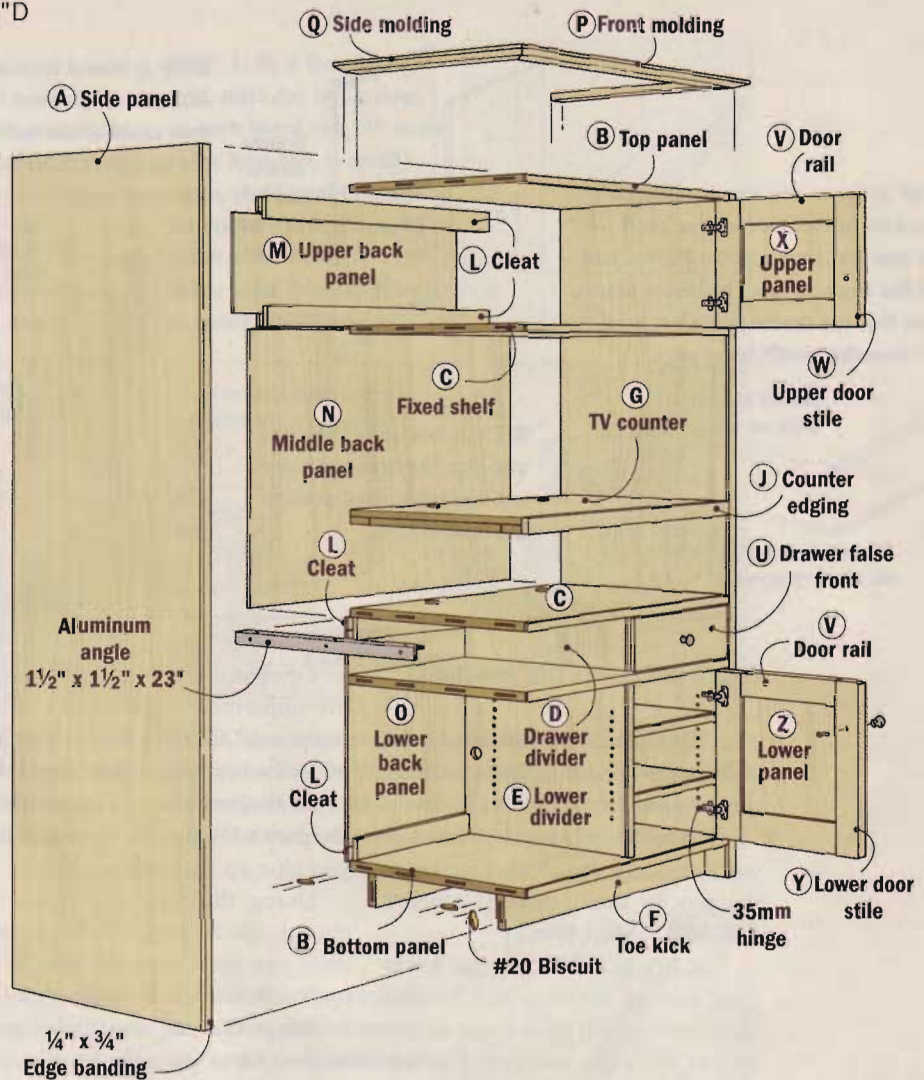 "D
Q Side molding
P Front molding
A Side panel
B Top panel
V Door
rail
M Upper back
panel
L Cleat
X
Upper
panel
W
Upper door
stile
C
Fixed shelf
G
TV counter
N
Middle back
panel
J Counter
edging
L
Cleat
U Drawer false
front
C
Aluminum
angle
1½" x 1½" x 23"
V
Door rail
O
Lower
back
panel
D
Drawer
divider
Z
Lower
panel
L
Cleat
E Lower
divider
Y Lower door
stile
B Bottom panel
#20 Biscuit
F
Toe kick
35mm
hinge
¼" x ¾"
Edge banding